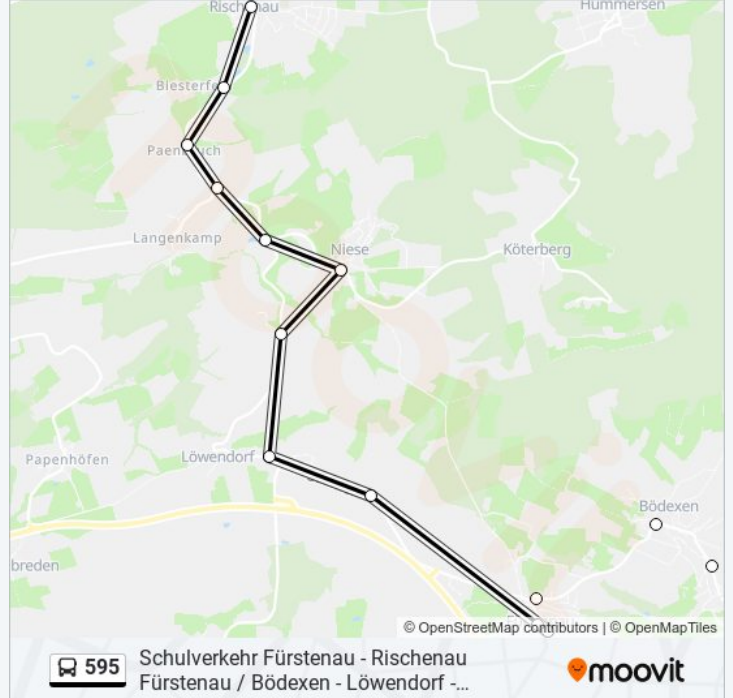 Rischenau
Hummersen
Biesterfeld
Paenbruch
Langenkamp
Niese
Köterberg
Papenhöfen
Löwendorf
Bödexen
breden
© OpenStreetMap contributors | © OpenMapTiles
595
Schulverkehr Fürstenau - Rischenau
Fürstenau / Bödexen - Löwendorf -...
moovit